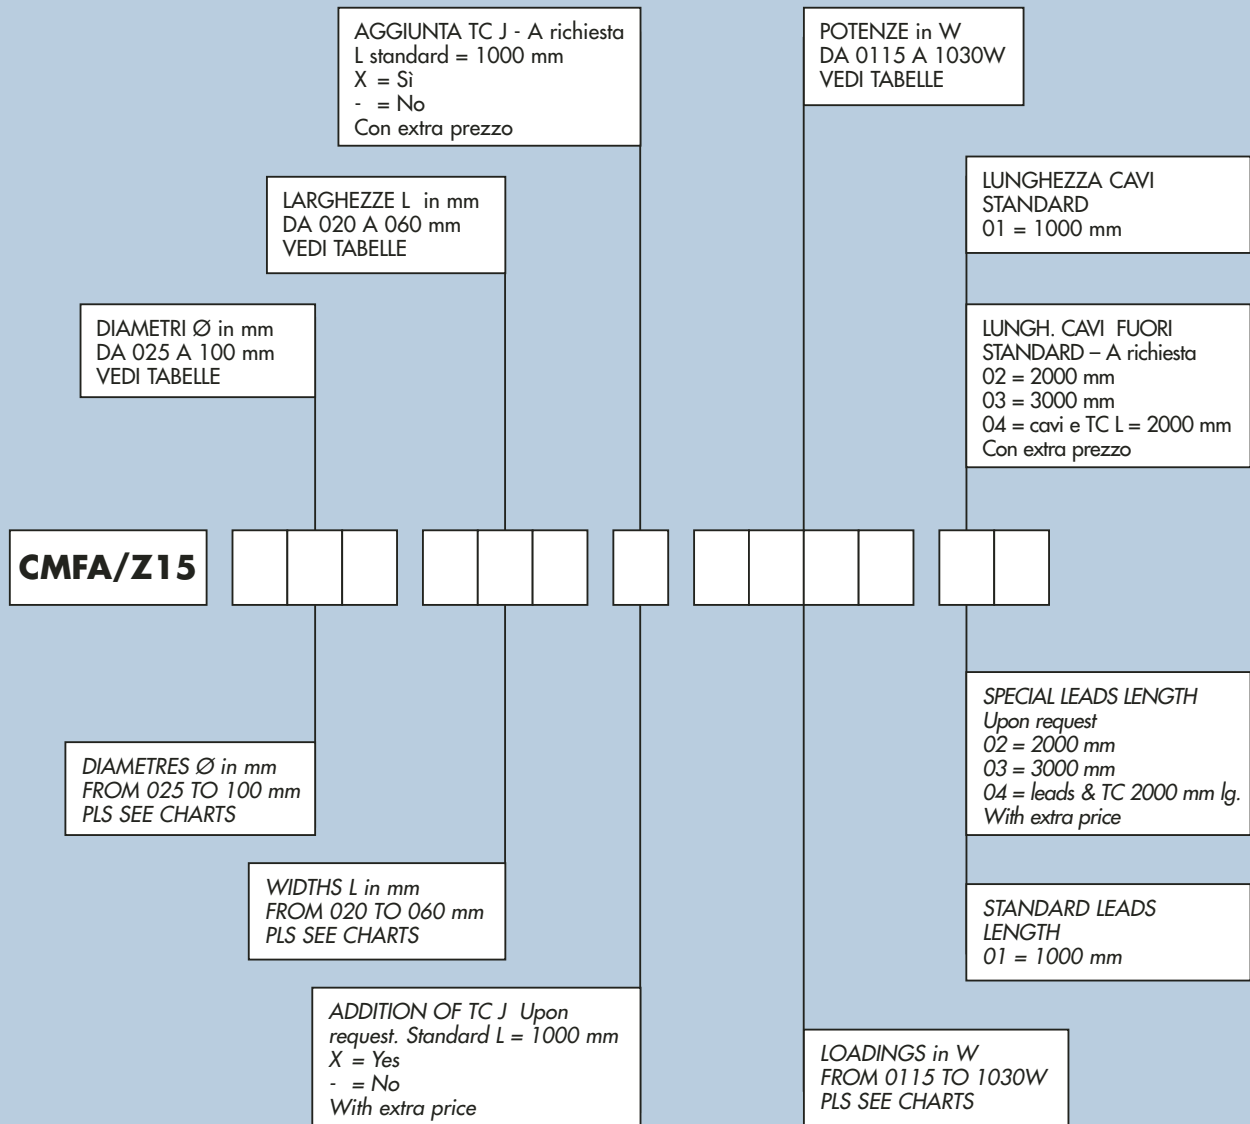 AGGIUNTA TC J - A richiesta
L standard = 1000 mm
X = Sì
- = No
Con extra prezzo
POTENZE in W
DA 0115 A 1030W
VEDI TABELLE
LARGHEZZE L in mm
DA 020 A 060 mm
VEDI TABELLE
LUNGHEZZA CAVI
STANDARD
01 = 1000 mm
DIAMETRI Ø in mm
DA 025 A 100 mm
VEDI TABELLE
LUNGH. CAVI FUORI
STANDARD – A richiesta
02 = 2000 mm
03 = 3000 mm
04 = cavi e TC L = 2000 mm
Con extra prezzo
CMFA/Z15
SPECIAL LEADS LENGTH
Upon request
02 = 2000 mm
03 = 3000 mm
04 = leads & TC 2000 mm lg.
With extra price
DIAMETRES Ø in mm
FROM 025 TO 100 mm
PLS SEE CHARTS
WIDTHS L in mm
FROM 020 TO 060 mm
PLS SEE CHARTS
STANDARD LEADS
LENGTH
01 = 1000 mm
ADDITION OF TC J Upon
request. Standard L = 1000 mm
X = Yes
- = No
With extra price
LOADINGS in W
FROM 0115 TO 1030W
PLS SEE CHARTS